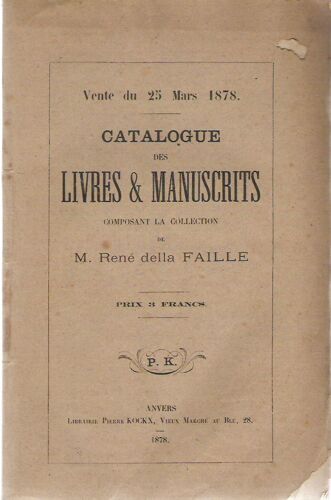 Vente du 25 Mars 1878.
CATALOGUE
DES
LIVRES & MANUSCRITS
COMPOSANT LA COLLECTION
DE
M. René della FAILLE
PRIX 3 FRANCS.
P. K.
ANVERS
LIBRAIRIE PIERRE KOCKX, VIEUX MARCHÉ AU BLÉ, 28.
1878.